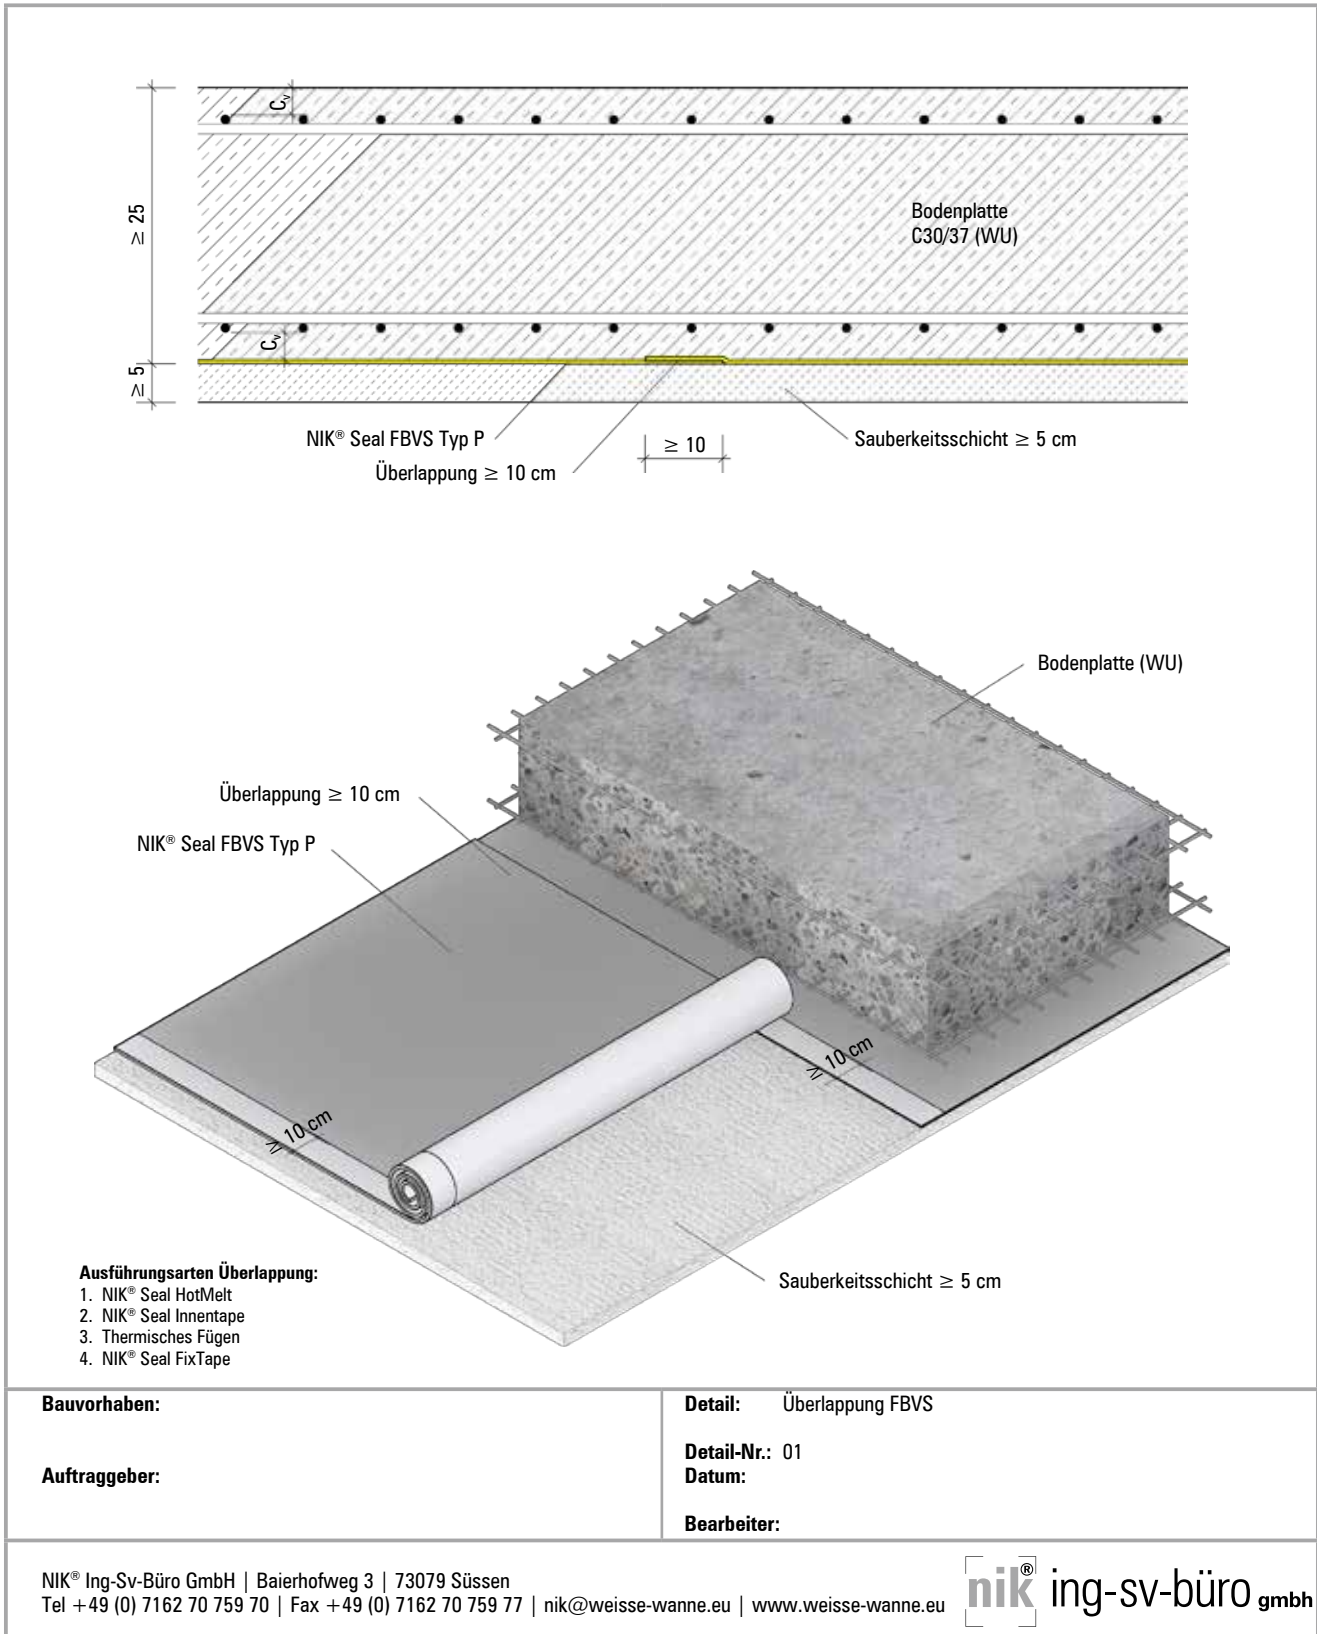 Cv
≥ 25
Bodenplatte
C30/37 (WU)
Cv
≥ 5
NIK® Seal FBVS Typ P
≥ 10
Sauberkeitsschicht ≥ 5 cm
Überlappung ≥ 10 cm
Bodenplatte (WU)
Überlappung ≥ 10 cm
NIK® Seal FBVS Typ P
≥ 10 cm
≥ 10 cm
Sauberkeitsschicht ≥ 5 cm
Ausführungsarten Überlappung:
1. NIK® Seal HotMelt
2. NIK® Seal Innentape
3. Thermisches Fügen
4. NIK® Seal FixTape
Bauvorhaben:
Auftraggeber:
Detail: Überlappung FBVS
Detail-Nr.: 01
Datum:
Bearbeiter:
NIK® Ing-Sv-Büro GmbH | Baierhofweg 3 | 73079 Süssen
Tel +49 (0) 7162 70 759 70 | Fax +49 (0) 7162 70 759 77 | nik@weisse-wanne.eu | www.weisse-wanne.eu
nik® ing-sv-büro gmbh